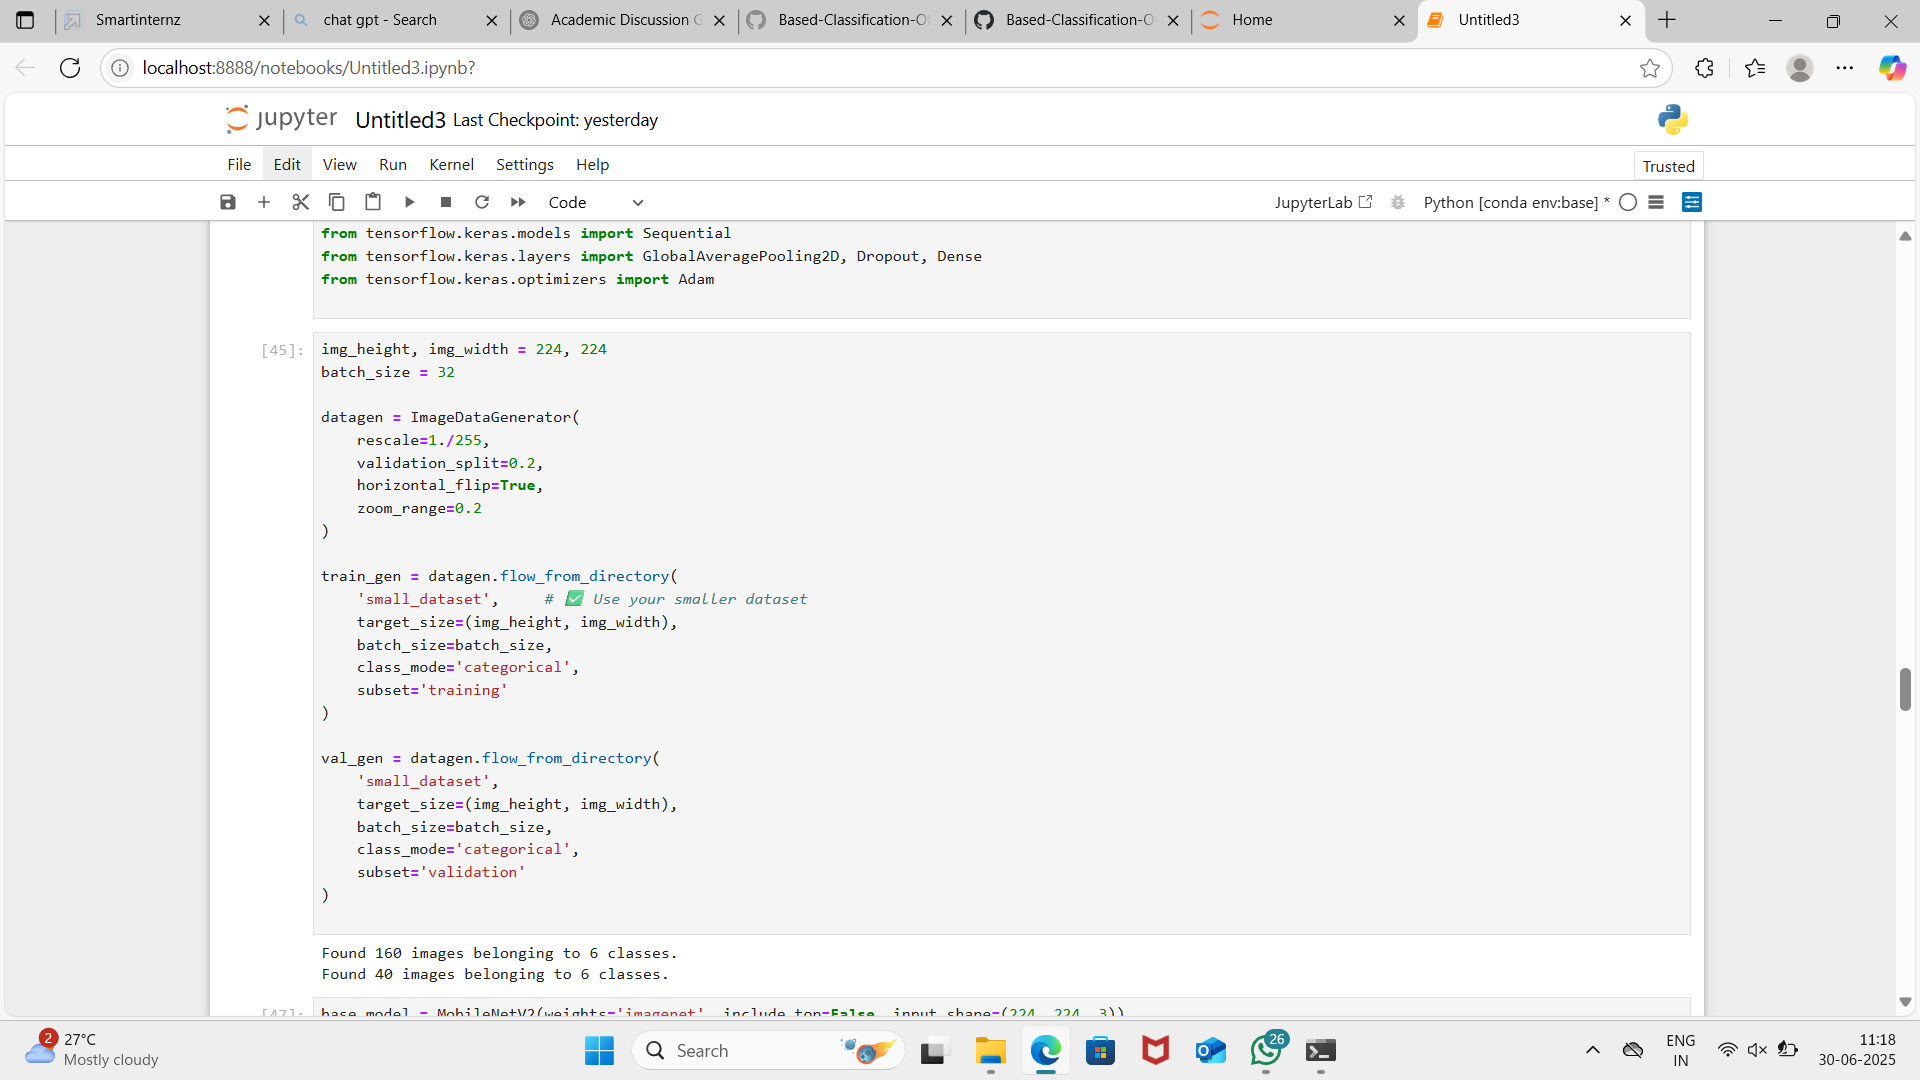 Smartinternz
chat gpt - Search
Academic Discussion G
Based-Classification-O
Based-Classification-O
Home
Untitled3
localhost:8888/notebooks/Untitled3.ipynb?
jupyter Untitled3 Last Checkpoint: yesterday
File Edit View Run Kernel Settings Help
Trusted
Code
JupyterLab
Python [conda env:base] *
from tensorflow.keras.models import Sequential
from tensorflow.keras.layers import GlobalAveragePooling2D, Dropout, Dense
from tensorflow.keras.optimizers import Adam
[45]:
img_height, img_width = 224, 224
batch_size = 32
datagen = ImageDataGenerator(
    rescale=1./255,
    validation_split=0.2,
    horizontal_flip=True,
    zoom_range=0.2
)
train_gen = datagen.flow_from_directory(
    'small_dataset',     # ✅ Use your smaller dataset
    target_size=(img_height, img_width),
    batch_size=batch_size,
    class_mode='categorical',
    subset='training'
)
val_gen = datagen.flow_from_directory(
    'small_dataset',
    target_size=(img_height, img_width),
    batch_size=batch_size,
    class_mode='categorical',
    subset='validation'
)
Found 160 images belonging to 6 classes.
Found 40 images belonging to 6 classes.
[47]:
base_model = MobileNetV2(weights='imagenet', include_top=False, input_shape=(224, 224, 3))
2
27°C
Mostly cloudy
Search
26
ENG
IN
11:18
30-06-2025